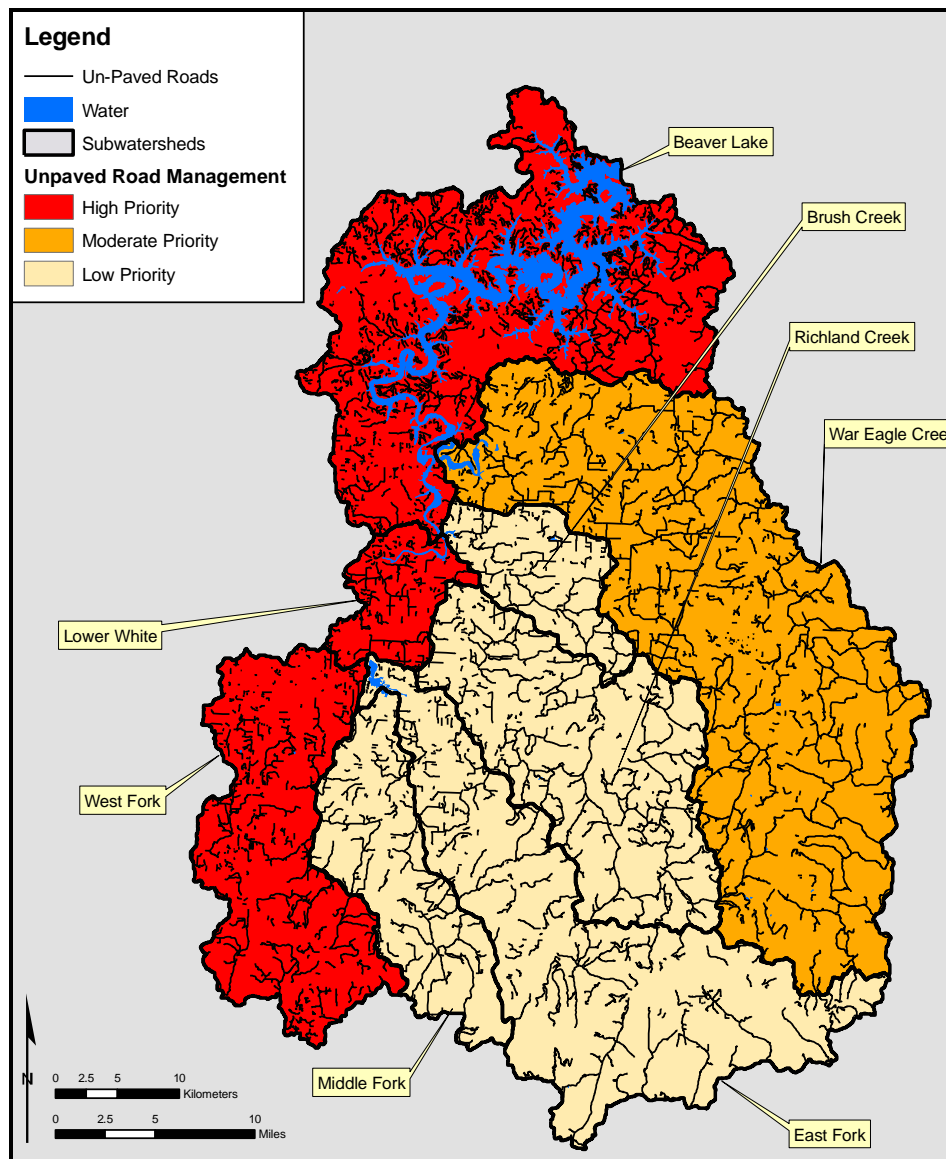 Legend
Un-Paved Roads
Water
Subwatersheds
Unpaved Road Management
High Priority
Moderate Priority
Low Priority
Beaver Lake
Brush Creek
Richland Creek
War Eagle Cree
Lower White
West Fork
Middle Fork
East Fork
N
0 2.5 5 10
Kilometers
0 2.5 5 10
Miles